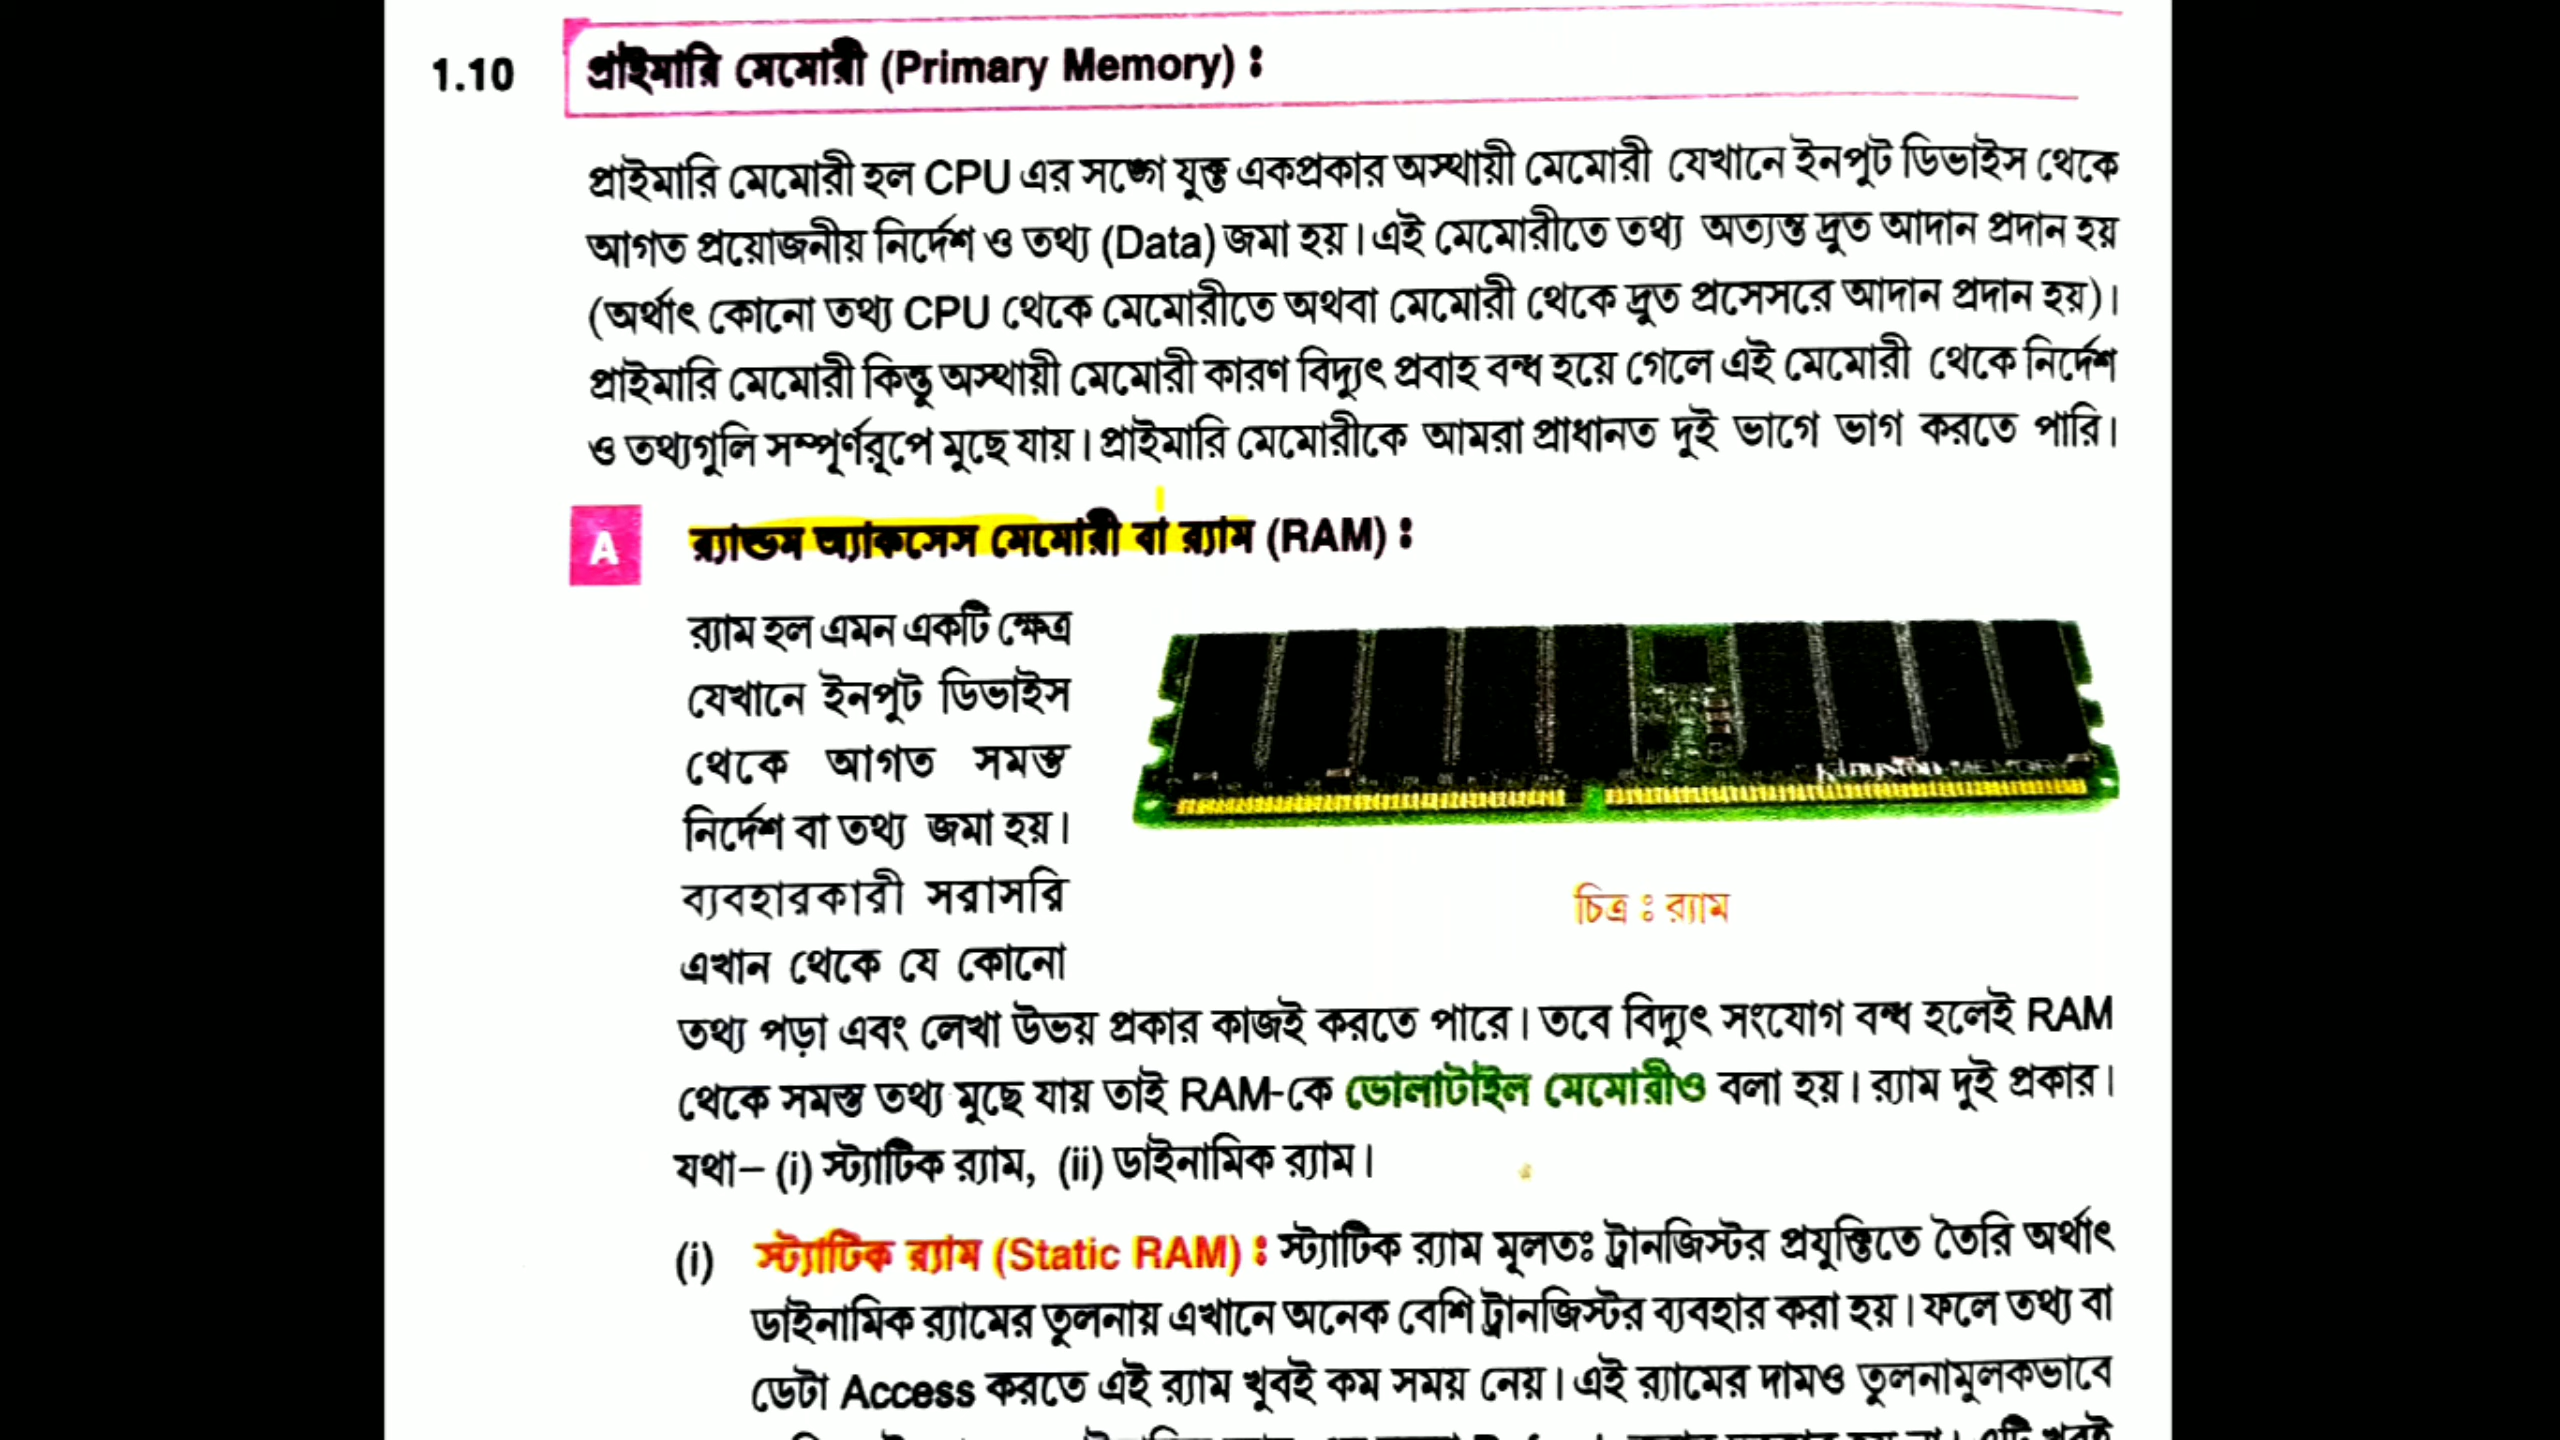 1.10 প্রাইমারি মেমোরী (Primary Memory) :
প্রাইমারি মেমোরী হল CPU এর সঙ্গে যুক্ত একপ্রকার অস্থায়ী মেমোরী যেখানে ইনপুট ডিভাইস থেকে
আগত প্রয়োজনীয় নির্দেশ ও তথ্য (Data) জমা হয়। এই মেমোরীতে তথ্য অত্যন্ত দ্রুত আদান প্রদান হয়
(অর্থাৎ কোনো তথ্য CPU থেকে মেমোরীতে অথবা মেমোরী থেকে দ্রুত প্রসেসরে আদান প্রদান হয়)।
প্রাইমারি মেমোরী কিন্তু অস্থায়ী মেমোরী কারণ বিদ্যুৎ প্রবাহ বন্ধ হয়ে গেলে এই মেমোরী থেকে নির্দেশ
ও তথ্যগুলি সম্পূর্ণরূপে মুছে যায়। প্রাইমারি মেমোরীকে আমরা প্রাধানত দুই ভাগে ভাগ করতে পারি।
A র‍্যান্ডম অ্যাকসেস মেমোরী বা র‍্যাম (RAM) :
র‍্যাম হল এমন একটি ক্ষেত্র
যেখানে ইনপুট ডিভাইস
থেকে আগত সমস্ত
নির্দেশ বা তথ্য জমা হয়।
ব্যবহারকারী সরাসরি
এখান থেকে যে কোনো
Kingston MEMORY
চিত্র : র‍্যাম
তথ্য পড়া এবং লেখা উভয় প্রকার কাজই করতে পারে। তবে বিদ্যুৎ সংযোগ বন্ধ হলেই RAM
থেকে সমস্ত তথ্য মুছে যায় তাই RAM-কে ভোলাটাইল মেমোরীও বলা হয়। র‍্যাম দুই প্রকার।
যথা– (i) স্ট্যাটিক র‍্যাম, (ii) ডাইনামিক র‍্যাম।
(i) স্ট্যাটিক র‍্যাম (Static RAM) : স্ট্যাটিক র‍্যাম মূলতঃ ট্রানজিস্টর প্রযুক্তিতে তৈরি অর্থাৎ
ডাইনামিক র‍্যামের তুলনায় এখানে অনেক বেশি ট্রানজিস্টর ব্যবহার করা হয়। ফলে তথ্য বা
ডেটা Access করতে এই র‍্যাম খুবই কম সময় নেয়। এই র‍্যামের দামও তুলনামুলকভাবে